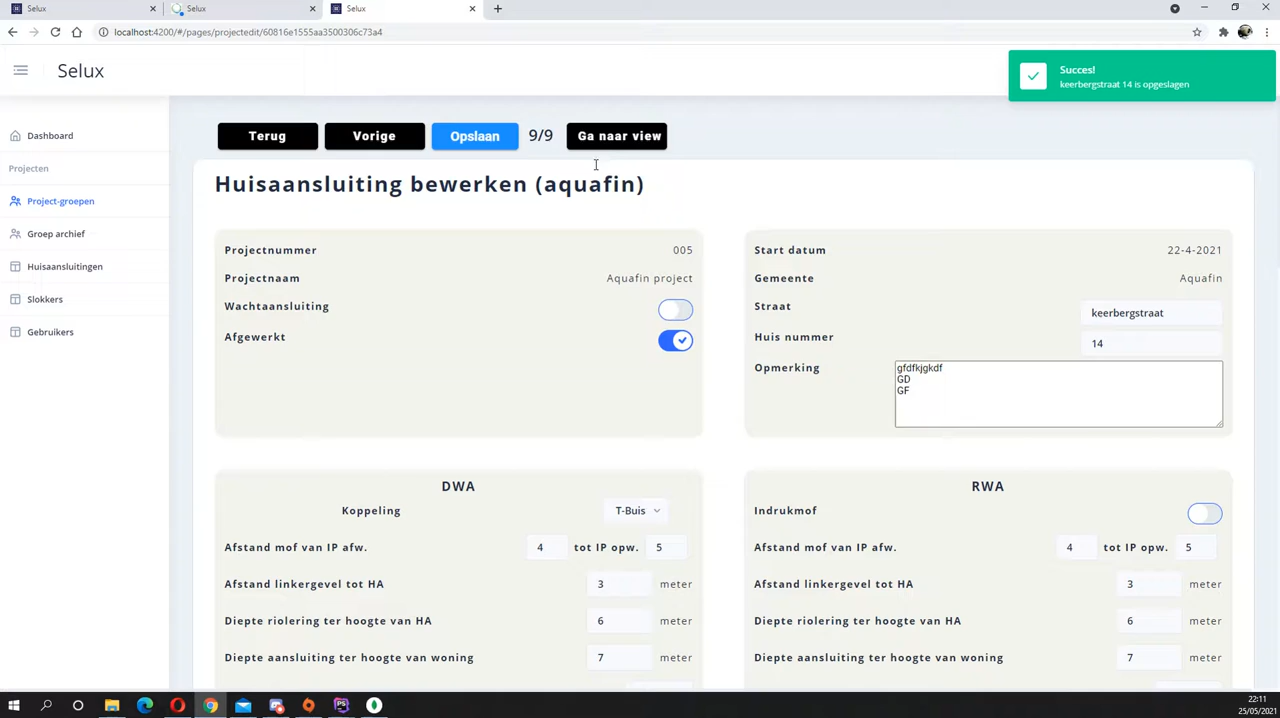 Selux
Selux
Selux
localhost:4200/#/pages/projectedit/60816e1555aa3500306c73a4
Selux
Succes!
keerbergstraat 14 is opgeslagen
Dashboard
Projecten
Project-groepen
Groep archief
Huisaansluitingen
Slokkers
Gebruikers
Terug
Vorige
Opslaan
9/9
Ga naar view
Huisaansluiting bewerken (aquafin)
Projectnummer 005
Projectnaam Aquafin project
Wachtaansluiting
Afgewerkt
Start datum 22-4-2021
Gemeente Aquafin
Straat keerbergstraat
Huis nummer 14
Opmerking gfdfkjgkdf
GD
GF
DWA
Koppeling T-Buis
Afstand mof van IP afw. 4 tot IP opw. 5
Afstand linkergevel tot HA 3 meter
Diepte riolering ter hoogte van HA 6 meter
Diepte aansluiting ter hoogte van woning 7 meter
RWA
Indrukmof
Afstand mof van IP afw. 4 tot IP opw. 5
Afstand linkergevel tot HA 3 meter
Diepte riolering ter hoogte van HA 6 meter
Diepte aansluiting ter hoogte van woning 7 meter
PS
22:11
25/05/2021